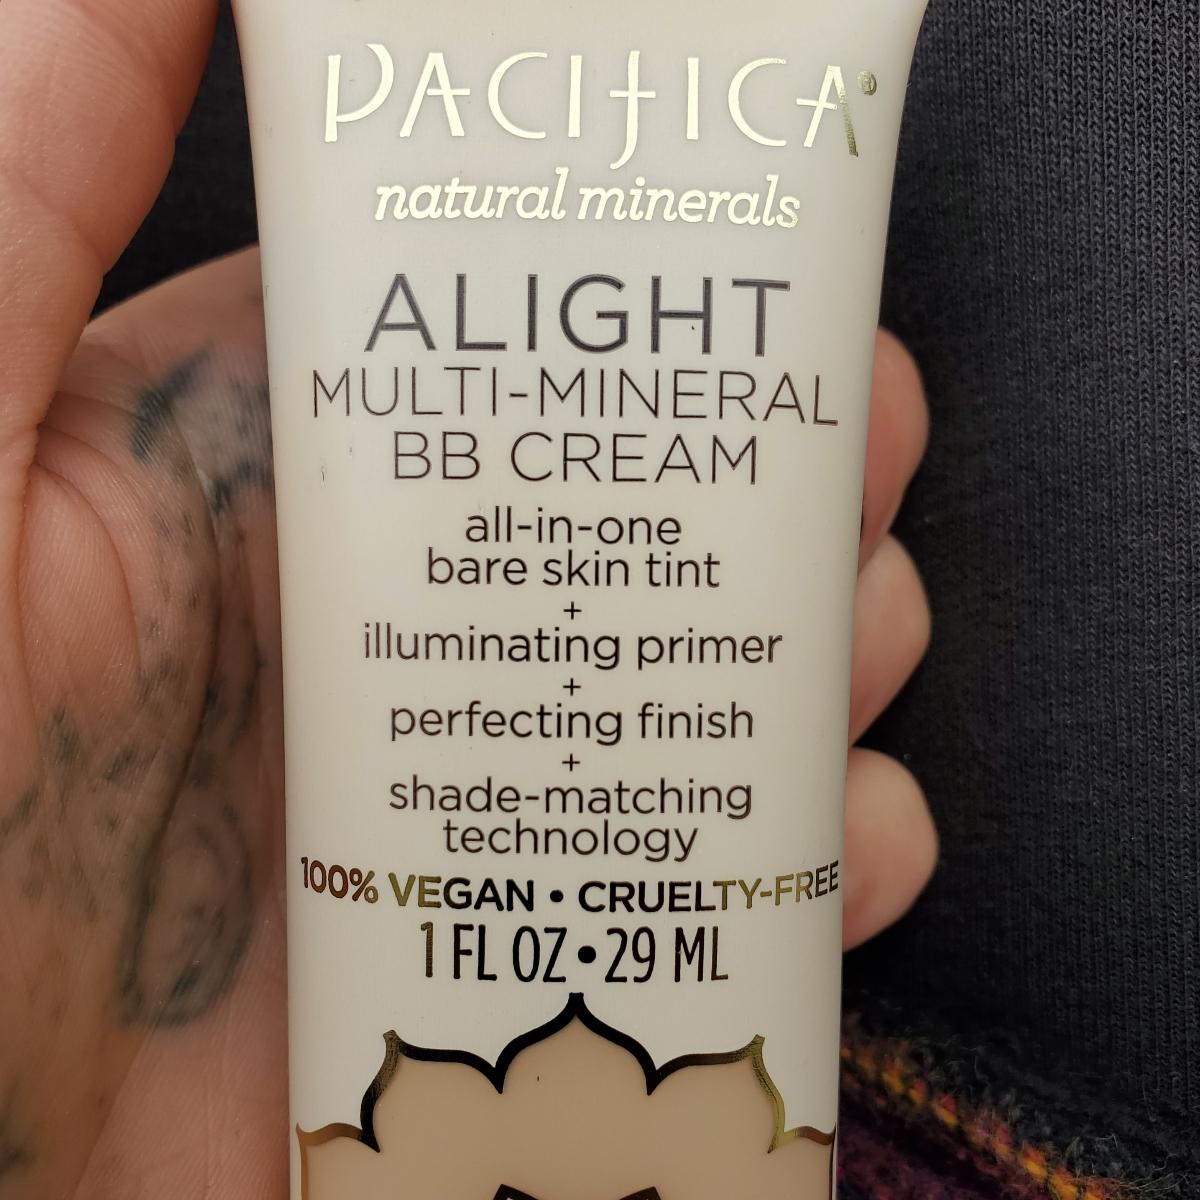 PACIFICA®
natural minerals
ALIGHT
MULTI-MINERAL
BB CREAM
all-in-one
bare skin tint
+
illuminating primer
+
perfecting finish
+
shade-matching
technology
100% VEGAN • CRUELTY-FREE
1 FL OZ • 29 ML